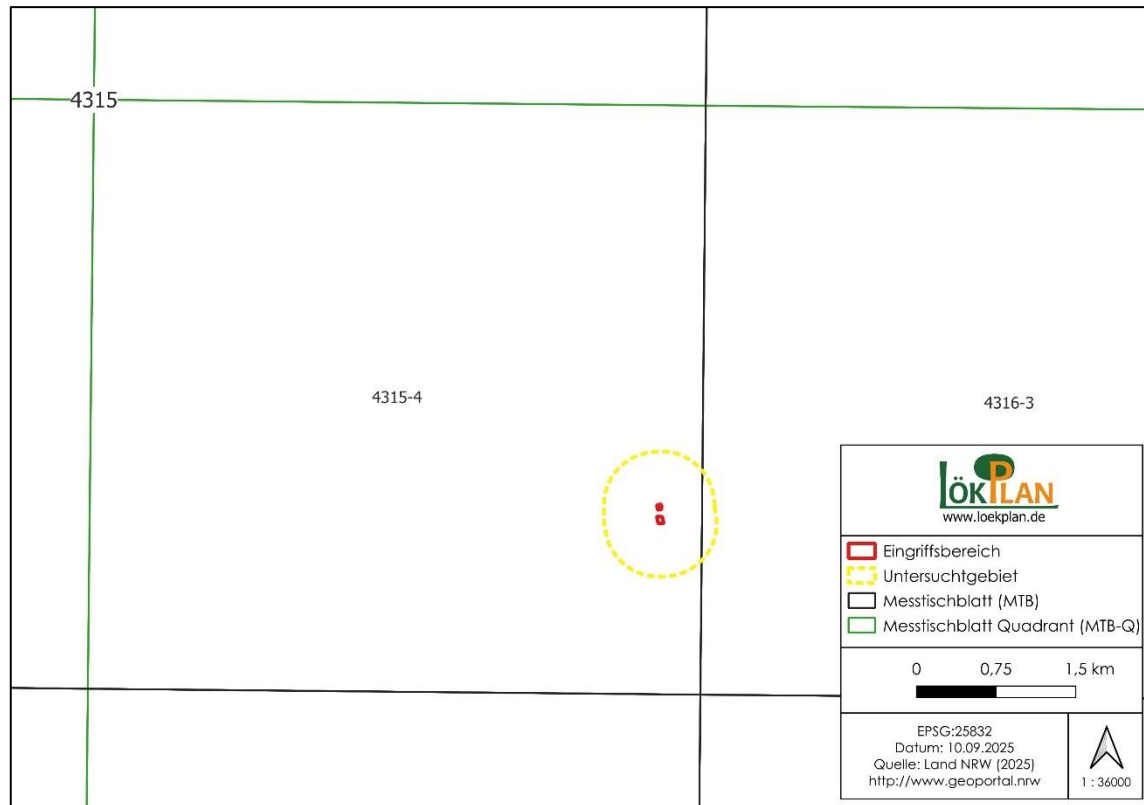 4315
4315-4
4316-3
LÖKPLAN
www.loekplan.de
Eingriffsbereich
Untersuchtgebiet
Messtischblatt (MTB)
Messtischblatt Quadrant (MTB-Q)
0 0,75 1,5 km
EPSG:25832
Datum: 10.09.2025
Quelle: Land NRW (2025)
http://www.geoportal.nrw
1 : 36000